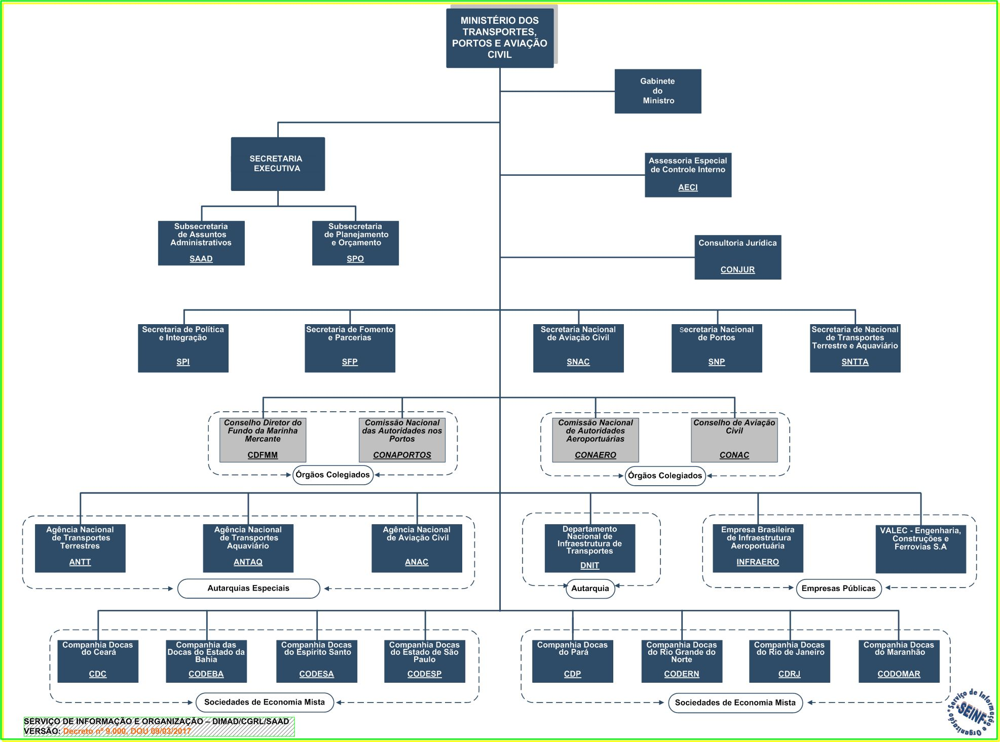 MINISTÉRIO DOS
TRANSPORTES,
PORTOS E AVIAÇÃO
CIVIL
Gabinete
do
Ministro
SECRETARIA
EXECUTIVA
Assessoria Especial
de Controle Interno
AECI
Subsecretaria
de Assuntos
Administrativos
SAAD
Subsecretaria
de Planejamento
e Orçamento
SPO
Consultoria Jurídica
CONJUR
Secretaria de Política
e Integração
SPI
Secretaria de Fomento
e Parcerias
SFP
Secretaria Nacional
de Aviação Civil
SNAC
Secretaria Nacional
de Portos
SNP
Secretaria de Nacional
de Transportes
Terrestre e Aquaviário
SNTTA
Conselho Diretor do
Fundo da Marinha
Mercante
CDFMM
Comissão Nacional
das Autoridades nos
Portos
CONAPORTOS
Órgãos Colegiados
Comissão Nacional
de Autoridades
Aeroportuárias
CONAERO
Conselho de Aviação
Civil
CONAC
Órgãos Colegiados
Agência Nacional
de Transportes
Terrestres
ANTT
Agência Nacional
de Transportes
Aquaviário
ANTAQ
Agência Nacional
de Aviação Civil
ANAC
Autarquias Especiais
Departamento
Nacional de
Infraestrutura de
Transportes
DNIT
Autarquia
Empresa Brasileira
de Infraestrutura
Aeroportuária
INFRAERO
VALEC - Engenharia,
Construções e
Ferrovias S.A
Empresas Públicas
Companhia Docas
do Ceará
CDC
Companhia das
Docas do Estado da
Bahia
CODEBA
Companhia Docas
do Espírito Santo
CODESA
Companhia Docas
do Estado de São
Paulo
CODESP
Sociedades de Economia Mista
Companhia Docas
do Pará
CDP
Companhia Docas
do Rio Grande do
Norte
CODERN
Companhia Docas
do Rio de Janeiro
CDRJ
Companhia Docas
do Maranhão
CODOMAR
Sociedades de Economia Mista
SERVIÇO DE INFORMAÇÃO E ORGANIZAÇÃO – DIMAD/CGRL/SAAD
VERSÃO: Decreto nº 9.000, DOU 09/03/2017
*Serviço de Informação e Organização*
-SEINF-